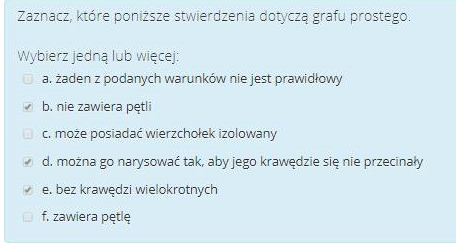 Zaznacz, które poniższe stwierdzenia dotyczą grafu prostego.
Wybierz jedną lub więcej:
a. żaden z podanych warunków nie jest prawidłowy
b. nie zawiera pętli
c. może posiadać wierzchołek izolowany
d. można go narysować tak, aby jego krawędzie się nie przecinały
e. bez krawędzi wielokrotnych
f. zawiera pętlę